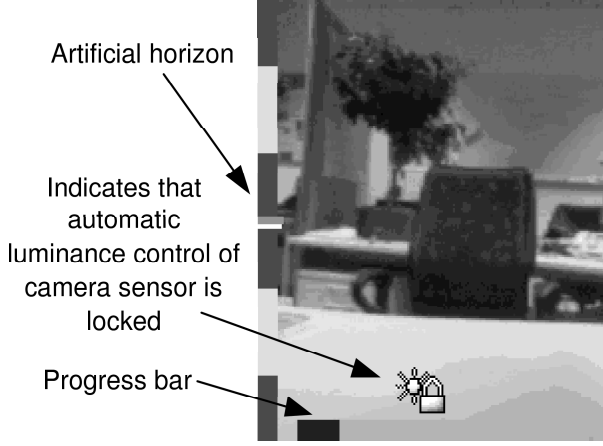 Artificial horizon
Indicates that
automatic
luminance control of
camera sensor is
locked
Progress bar